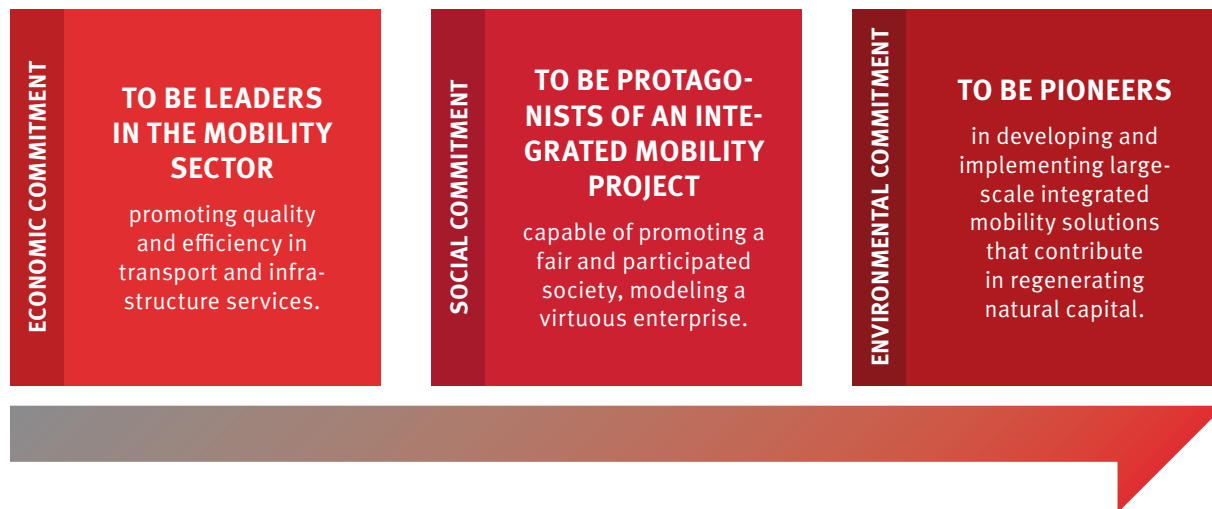 ECONOMIC COMMITMENT
TO BE LEADERS
IN THE MOBILITY
SECTOR
promoting quality
and efficiency in
transport and infra-
structure services.
SOCIAL COMMITMENT
TO BE PROTAGO-
NISTS OF AN INTE-
GRATED MOBILITY
PROJECT
capable of promoting a
fair and participated
society, modeling a
virtuous enterprise.
ENVIRONMENTAL COMMITMENT
TO BE PIONEERS
in developing and
implementing large-
scale integrated
mobility solutions
that contribute
in regenerating
natural capital.